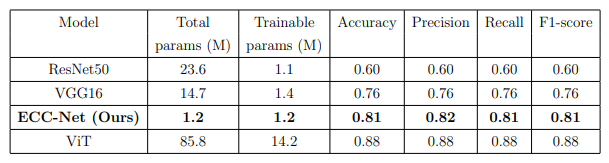 Model Total params (M) Trainable params (M) Accuracy Precision Recall F1-score
ResNet50 23.6 1.1 0.60 0.60 0.60 0.60
VGG16 14.7 1.4 0.76 0.76 0.76 0.76
ECC-Net (Ours) 1.2 1.2 0.81 0.82 0.81 0.81
ViT 85.8 14.2 0.88 0.88 0.88 0.88